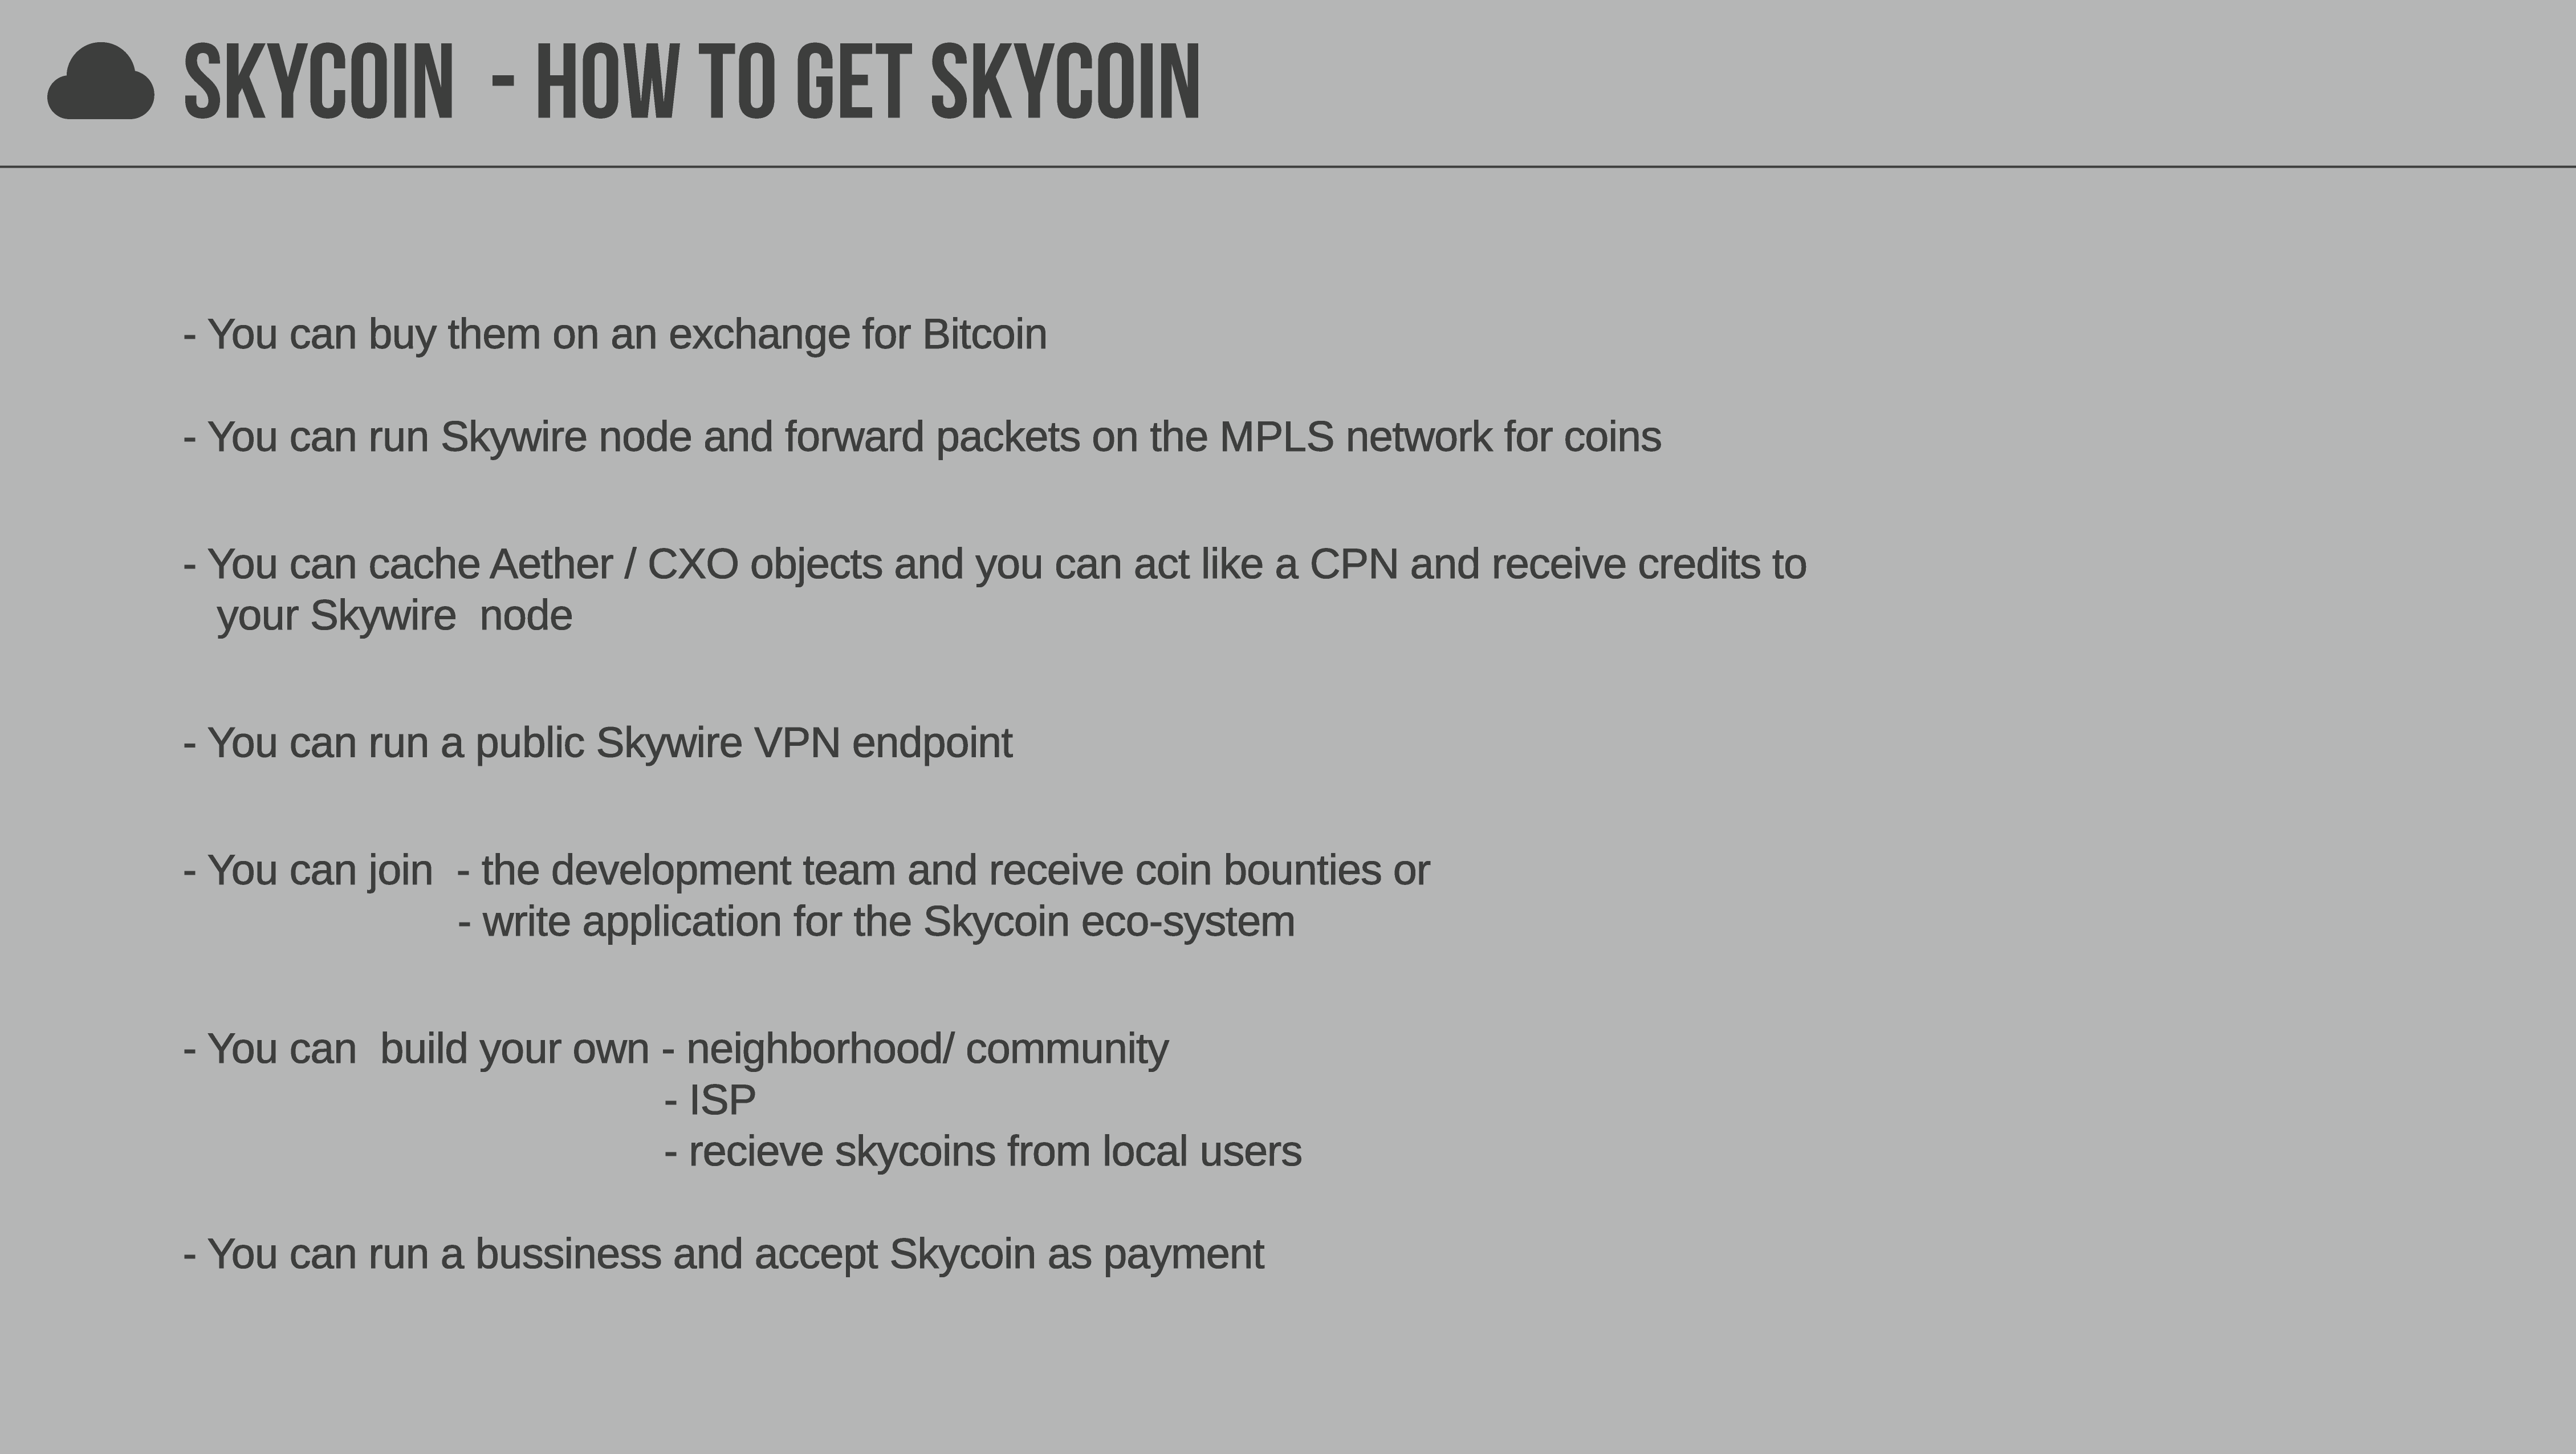 SKYCOIN - HOW TO GET SKYCOIN
- You can buy them on an exchange for Bitcoin
- You can run Skywire node and forward packets on the MPLS network for coins
- You can cache Aether / CXO objects and you can act like a CPN and receive credits to
your Skywire node
- You can run a public Skywire VPN endpoint
- You can join - the development team and receive coin bounties or
- write application for the Skycoin eco-system
- You can build your own - neighborhood/ community
- ISP
- recieve skycoins from local users
- You can run a bussiness and accept Skycoin as payment